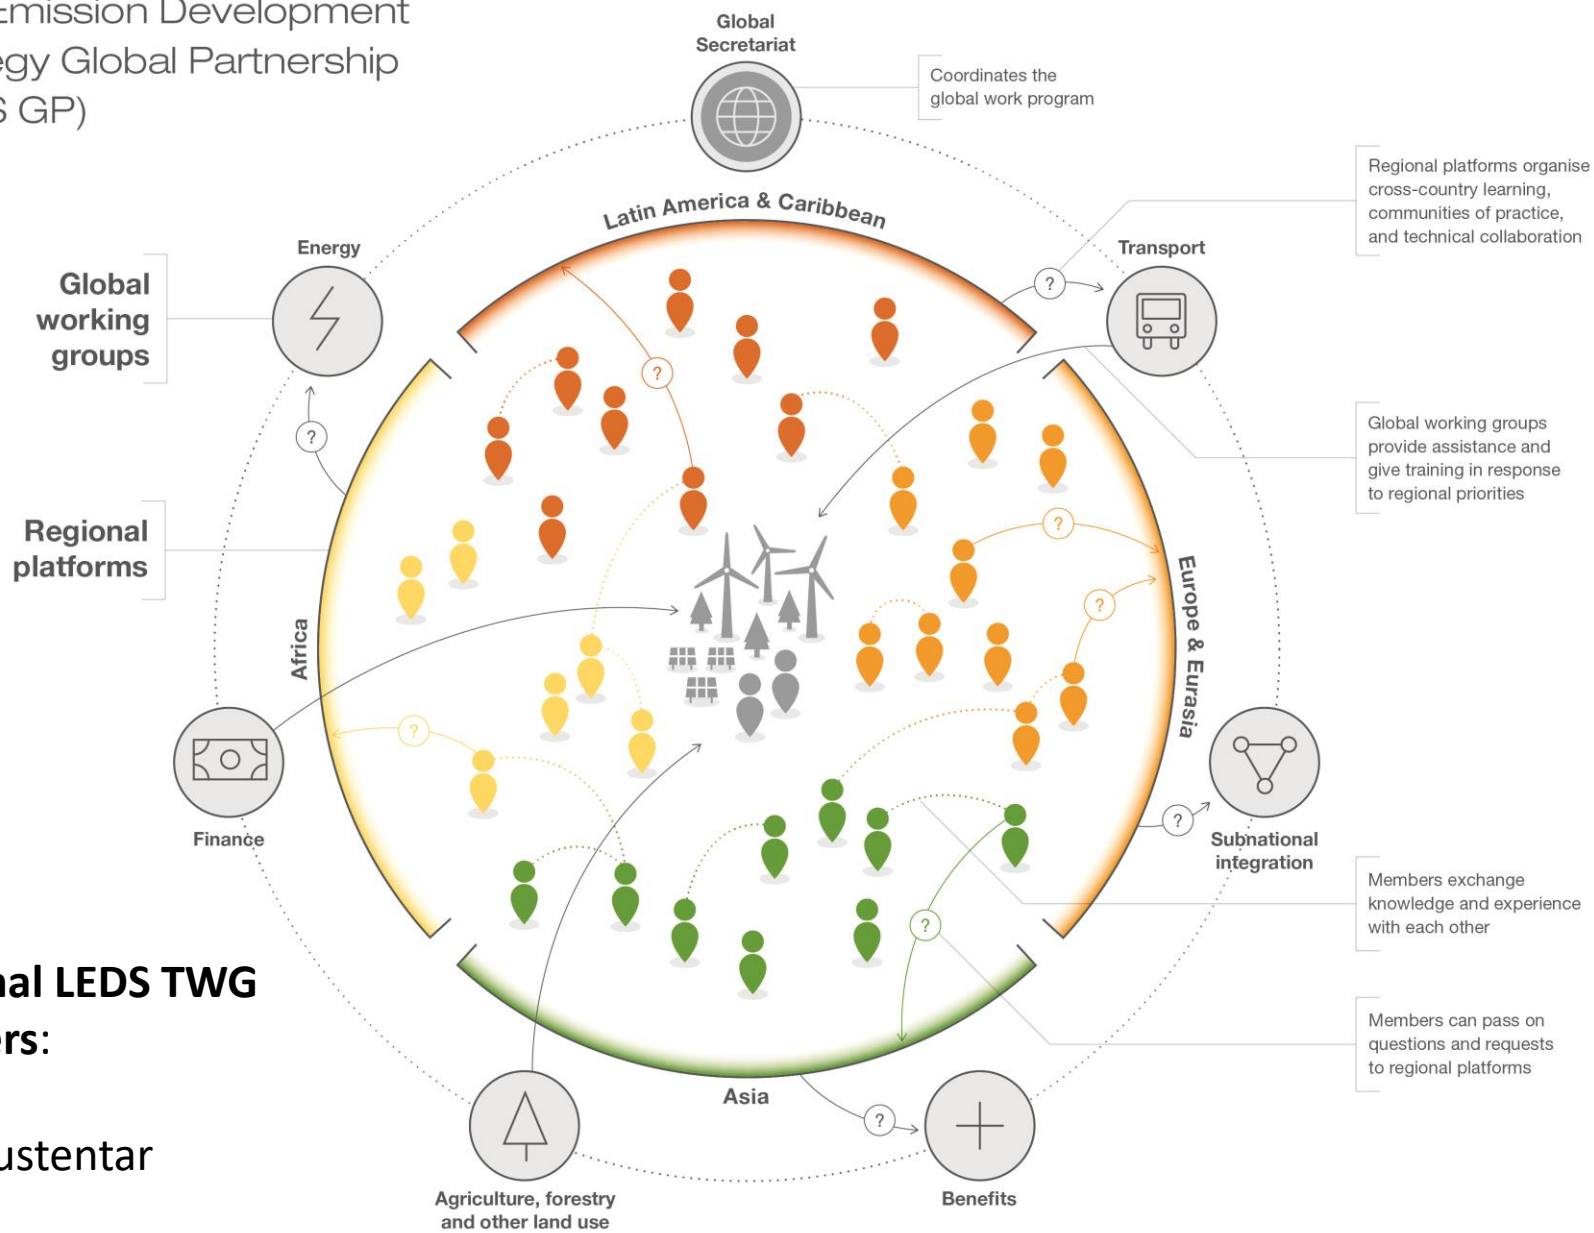 Emission Development
egy Global Partnership
S GP)
Global
Secretariat
Coordinates the
global work program
Regional platforms organise
cross-country learning,
communities of practice,
and technical collaboration
Latin America & Caribbean
Energy
Transport
Global
working
groups
?
?
?
Global working groups
provide assistance and
give training in response
to regional priorities
Regional
platforms
?
?
Europe & Eurasia
Africa
?
Finance
?
Subnational
integration
Members exchange
knowledge and experience
with each other
?
nal LEDS TWG
ers:
Members can pass on
questions and requests
to regional platforms
Asia
?
ustentar
Agriculture, forestry
and other land use
Benefits